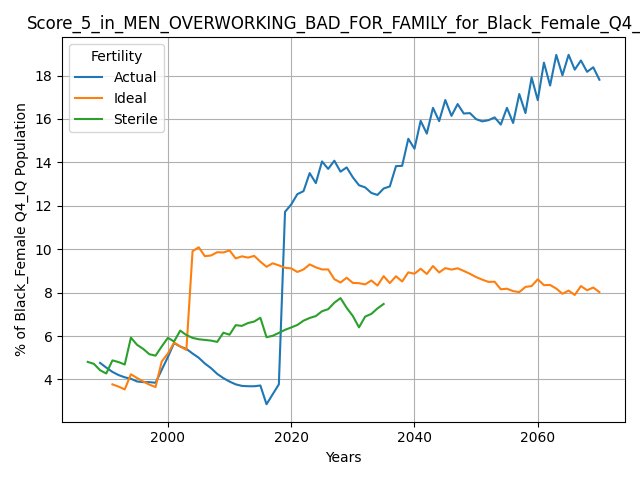 Score_5_in_MEN_OVERWORKING_BAD_FOR_FAMILY_for_Black_Female_Q4_
Fertility
Actual
Ideal
Sterile
% of Black_Female Q4_IQ Population
18
16
14
12
10
8
6
4
2000
2020
2040
2060
Years